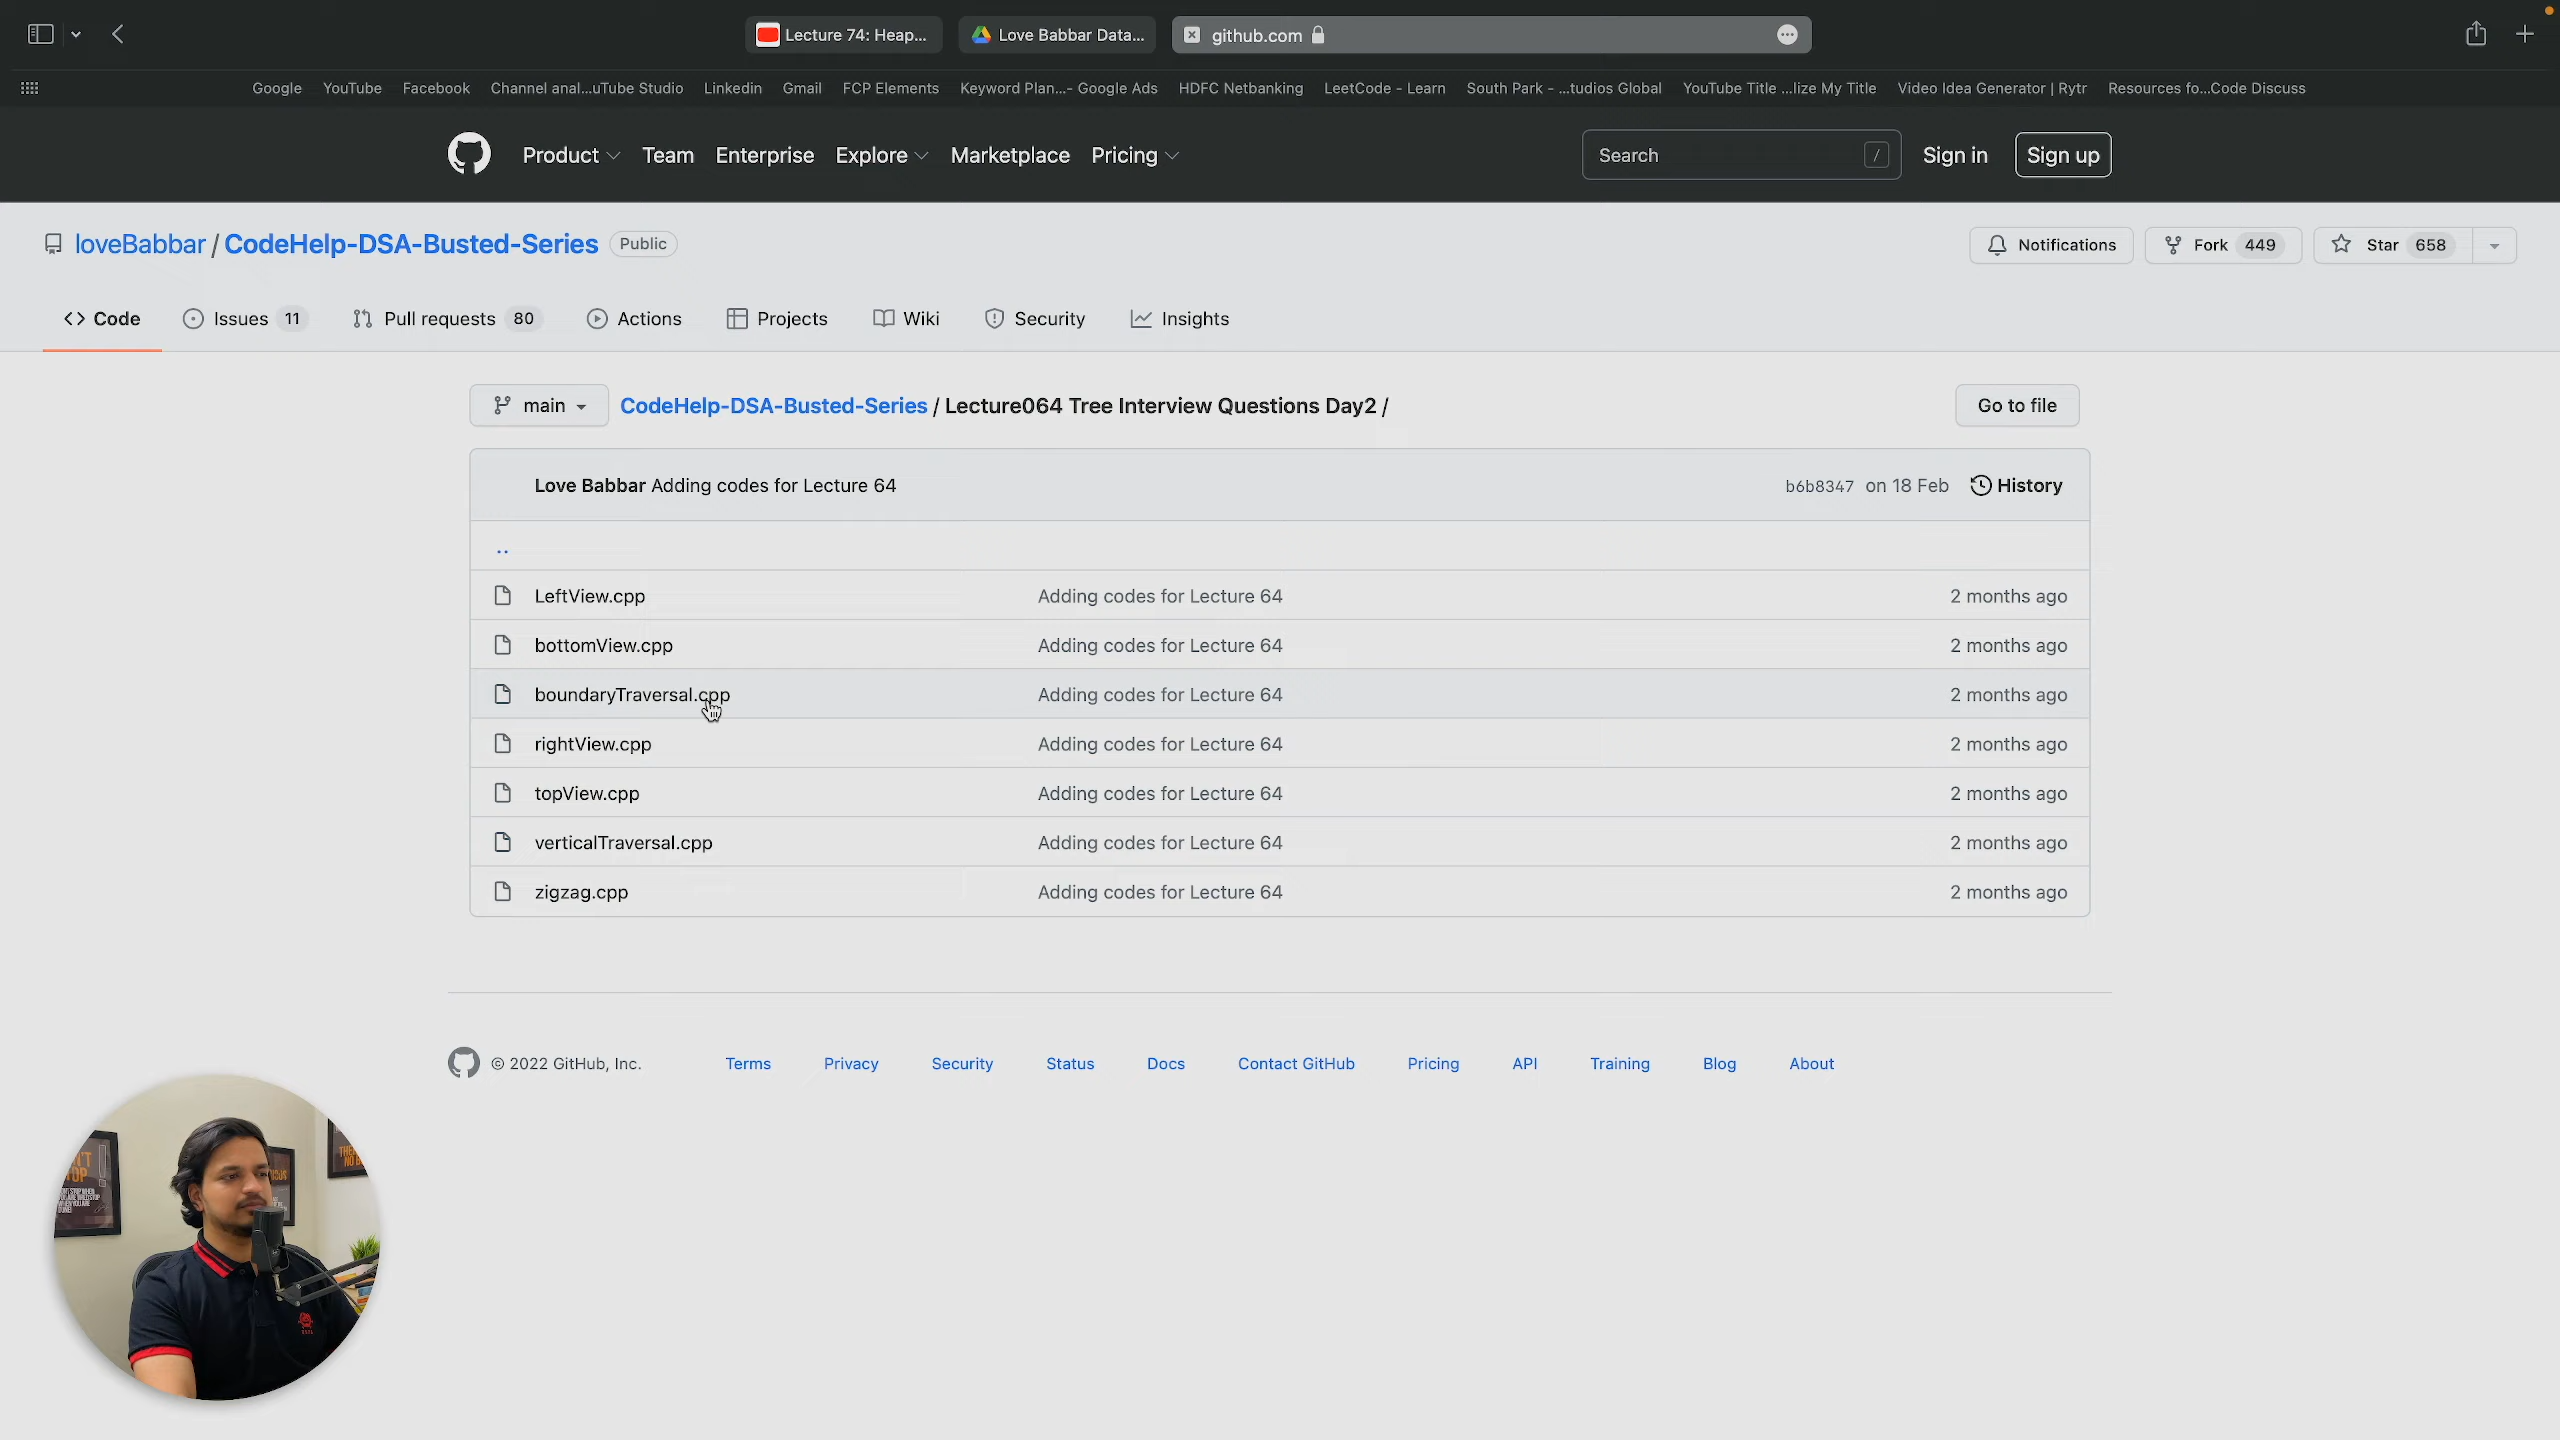 Lecture 74: Heap...
Love Babbar Data...
github.com
Google YouTube Facebook Channel anal...uTube Studio Linkedin Gmail FCP Elements Keyword Plan...- Google Ads HDFC Netbanking LeetCode - Learn South Park - ...tudios Global YouTube Title ...lize My Title Video Idea Generator | Rytr Resources fo...Code Discuss
Product Team Enterprise Explore Marketplace Pricing Search / Sign in Sign up
loveBabbar / CodeHelp-DSA-Busted-Series Public Notifications Fork 449 Star 658
Code Issues 11 Pull requests 80 Actions Projects Wiki Security Insights
main CodeHelp-DSA-Busted-Series / Lecture064 Tree Interview Questions Day2 / Go to file
Love Babbar Adding codes for Lecture 64 b6b8347 on 18 Feb History
..
LeftView.cpp Adding codes for Lecture 64 2 months ago
bottomView.cpp Adding codes for Lecture 64 2 months ago
boundaryTraversal.cpp Adding codes for Lecture 64 2 months ago
rightView.cpp Adding codes for Lecture 64 2 months ago
topView.cpp Adding codes for Lecture 64 2 months ago
verticalTraversal.cpp Adding codes for Lecture 64 2 months ago
zigzag.cpp Adding codes for Lecture 64 2 months ago
© 2022 GitHub, Inc. Terms Privacy Security Status Docs Contact GitHub Pricing API Training Blog About